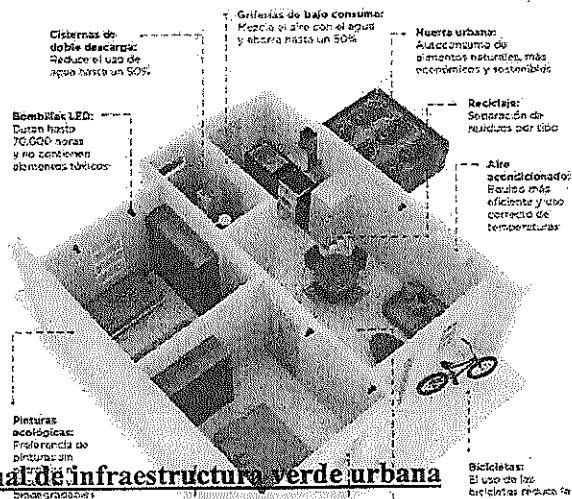 Griferías de bajo consumo:
Mezcla el aire con el agua
y ahorra hasta un 50%
Cisternas de
doble descarga:
Reduce el uso de
agua hasta un 50%
Huerta urbana:
Autoconsumo de
alimentos naturales, más
económicos y sostenibles
Bombillas LED:
Duran hasta
70.000 horas
y no contienen
elementos tóxicos
Reciclaje:
Separación de
residuos por tipo
Aire
acondicionado:
Equipo más
eficiente y uso
correcto de
temperaturas
Pinturas
ecológicas:
Preferencia de
pinturas sin
biodegradables
ual de infraestructura verde urbana
Bicicletas:
El uso de las
bicicletas reduce la